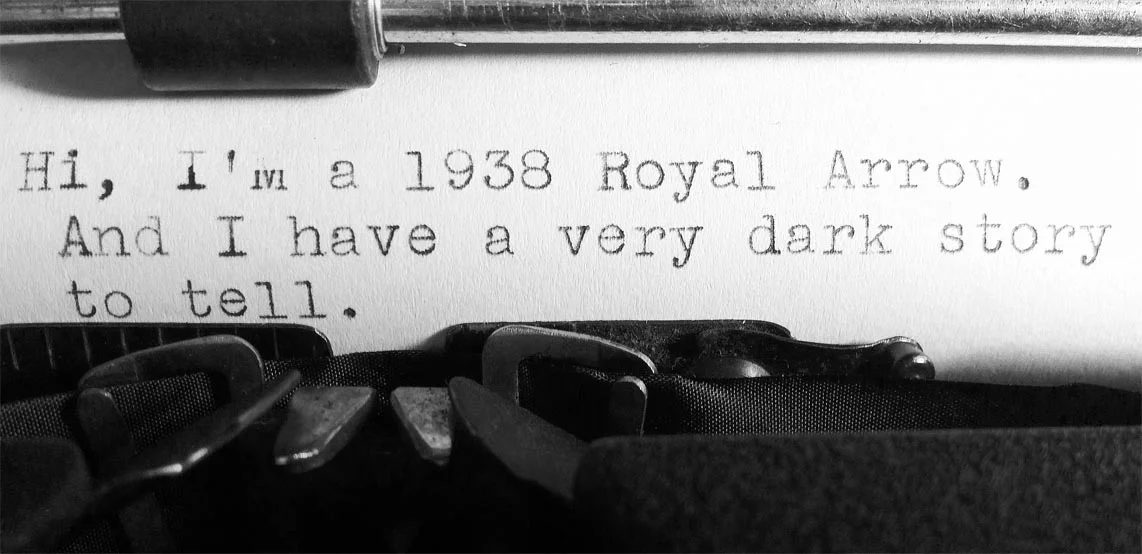 Hi, I'm a 1938 Royal Arrow.
And I have a very dark story
to tell.